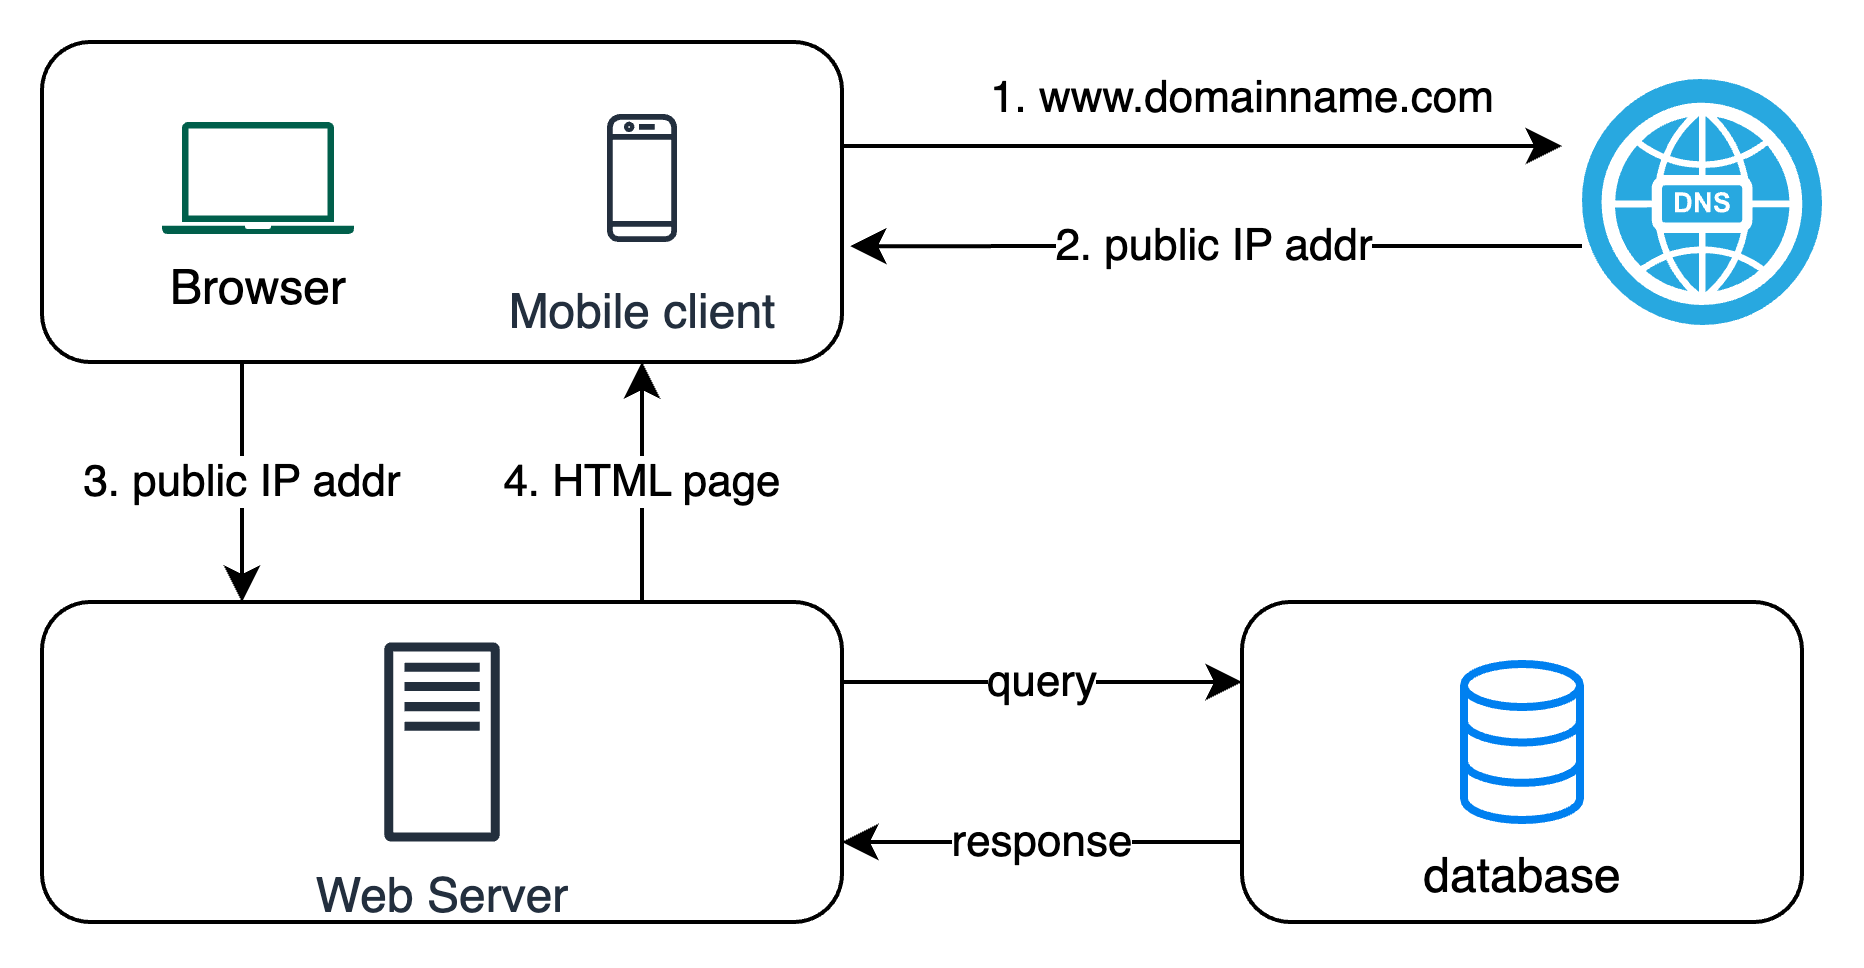 1. www.domainname.com
DNS
2. public IP addr
Browser
Mobile client
3. public IP addr
4. HTML page
query
response
Web Server
database